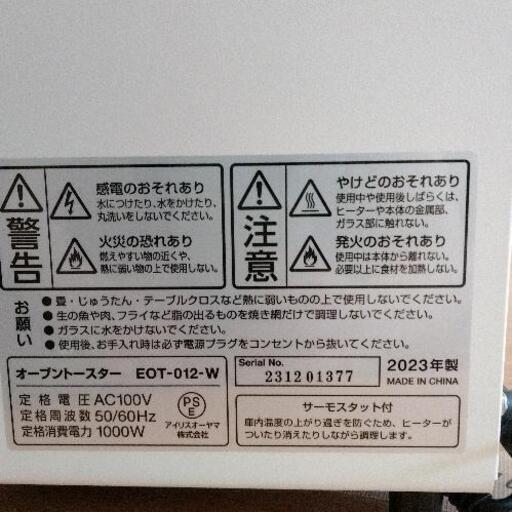 警告
感電のおそれあり
水につけたり、水をかけたり、
丸洗いをしないでください。
火災の恐れあり
燃えやすい物の近くや、
熱に弱い物の上で使用しない。
注意
やけどのおそれあり
使用中や使用後しばらくは、
ヒーターや本体の金属部、
ガラス部に触れない。
発火のおそれあり
使用中は本体から離れない。
必要以上に食材を加熱しない。
お願い
●畳・じゅうたん・テーブルクロスなど熱に弱いものの上で使用しないでください。
●生の魚や肉、フライなど脂の出るものを焼き網だけで調理しないでください。
●ガラスに水をかけないでください。
●使用後、お手入れ時は必ず電源プラグをコンセントから抜いてください。
オーブントースター EOT-012-W
定格電圧 AC100V
定格周波数 50/60Hz
定格消費電力 1000W
PSE
アイリスオーヤマ
株式会社
Serial No.
231201377
2023年製
MADE IN CHINA
サーモスタット付
庫内温度の上がり過ぎを防ぐため、ヒーターが
ついたり消えたりしながら調理します。